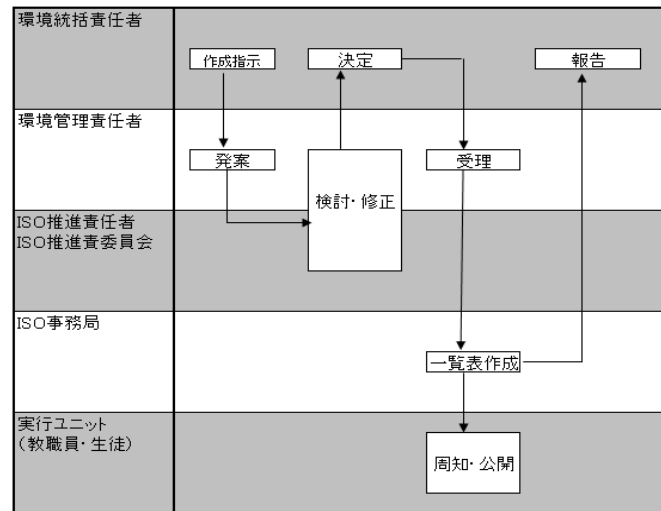 環境統括責任者
作成指示
決定
報告
環境管理責任者
発案
検討・修正
受理
ISO推進責任者
ISO推進責委員会
ISO事務局
一覧表作成
実行ユニット
(教職員・生徒)
周知・公開